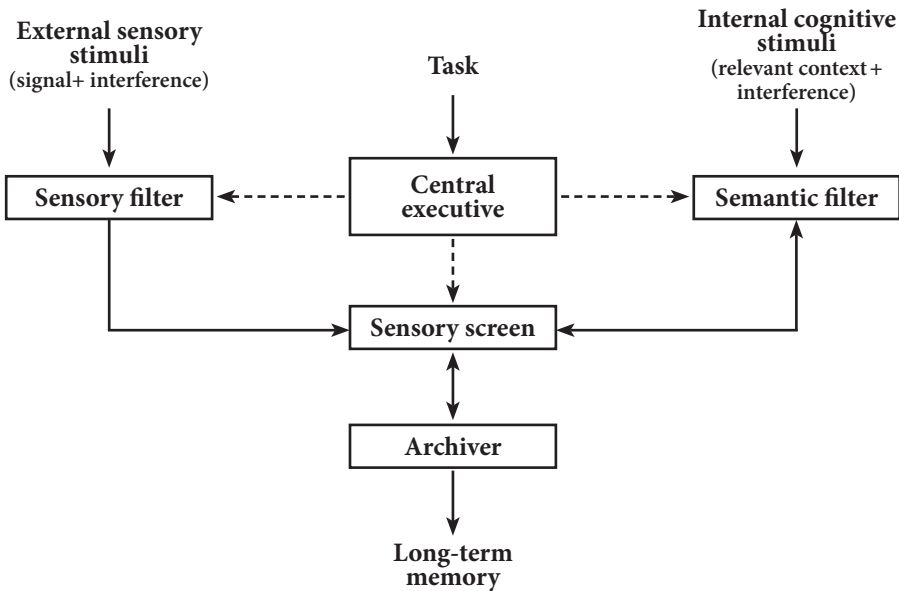 External sensory
stimuli
(signal+ interference)
Task
Internal cognitive
stimuli
(relevant context +
interference)
Sensory filter
Central
executive
Semantic filter
Sensory screen
Archiver
Long-term
memory